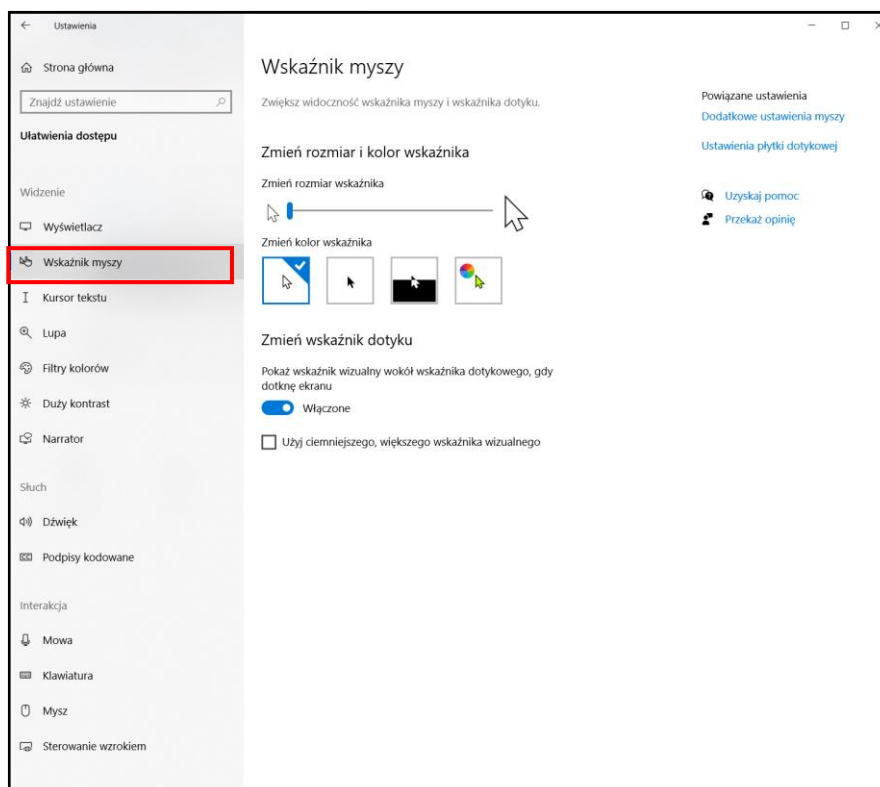 Ustawienia
Strona główna
Znajdź ustawienie
Ułatwienia dostępu
Widzenie
Wyświetlacz
Wskaźnik myszy
Kursor tekstu
Lupa
Filtry kolorów
Duży kontrast
Narrator
Słuch
Dźwięk
Podpisy kodowane
Interakcja
Mowa
Klawiatura
Mysz
Sterowanie wzrokiem
Wskaźnik myszy
Zwiększ widoczność wskaźnika myszy i wskaźnika dotyku.
Zmień rozmiar i kolor wskaźnika
Zmień rozmiar wskaźnika
Zmień kolor wskaźnika
Zmień wskaźnik dotyku
Pokaż wskaźnik wizualny wokół wskaźnika dotykowego, gdy
dotknę ekranu
Włączone
Użyj ciemniejszego, większego wskaźnika wizualnego
Powiązane ustawienia
Dodatkowe ustawienia myszy
Ustawienia płytki dotykowej
Uzyskaj pomoc
Przekaż opinię